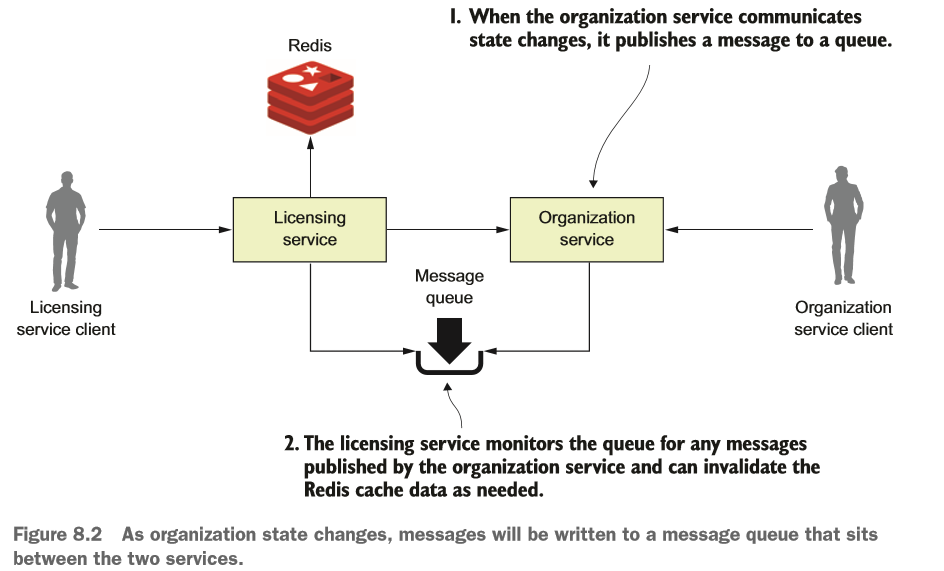 1. When the organization service communicates
state changes, it publishes a message to a queue.
Redis
Licensing
service
Organization
service
Message
queue
Licensing
service client
Organization
service client
2. The licensing service monitors the queue for any messages
published by the organization service and can invalidate the
Redis cache data as needed.
Figure 8.2 As organization state changes, messages will be written to a message queue that sits
between the two services.